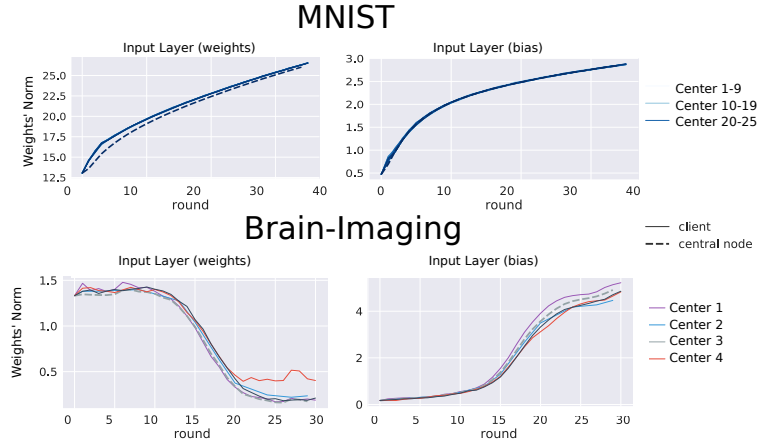 MNIST
Input Layer (weights)
Input Layer (bias)
Weights' Norm
25.0
22.5
20.0
17.5
15.0
12.5
0 10 20 30 40
round
3.0
2.5
2.0
1.5
1.0
0.5
0 10 20 30 40
round
Center 1-9
Center 10-19
Center 20-25
client
central node
Brain-Imaging
Input Layer (weights)
Input Layer (bias)
Weights' Norm
1.5
1.0
0.5
0 5 10 15 20 25 30
round
4
2
0
0 5 10 15 20 25 30
round
Center 1
Center 2
Center 3
Center 4